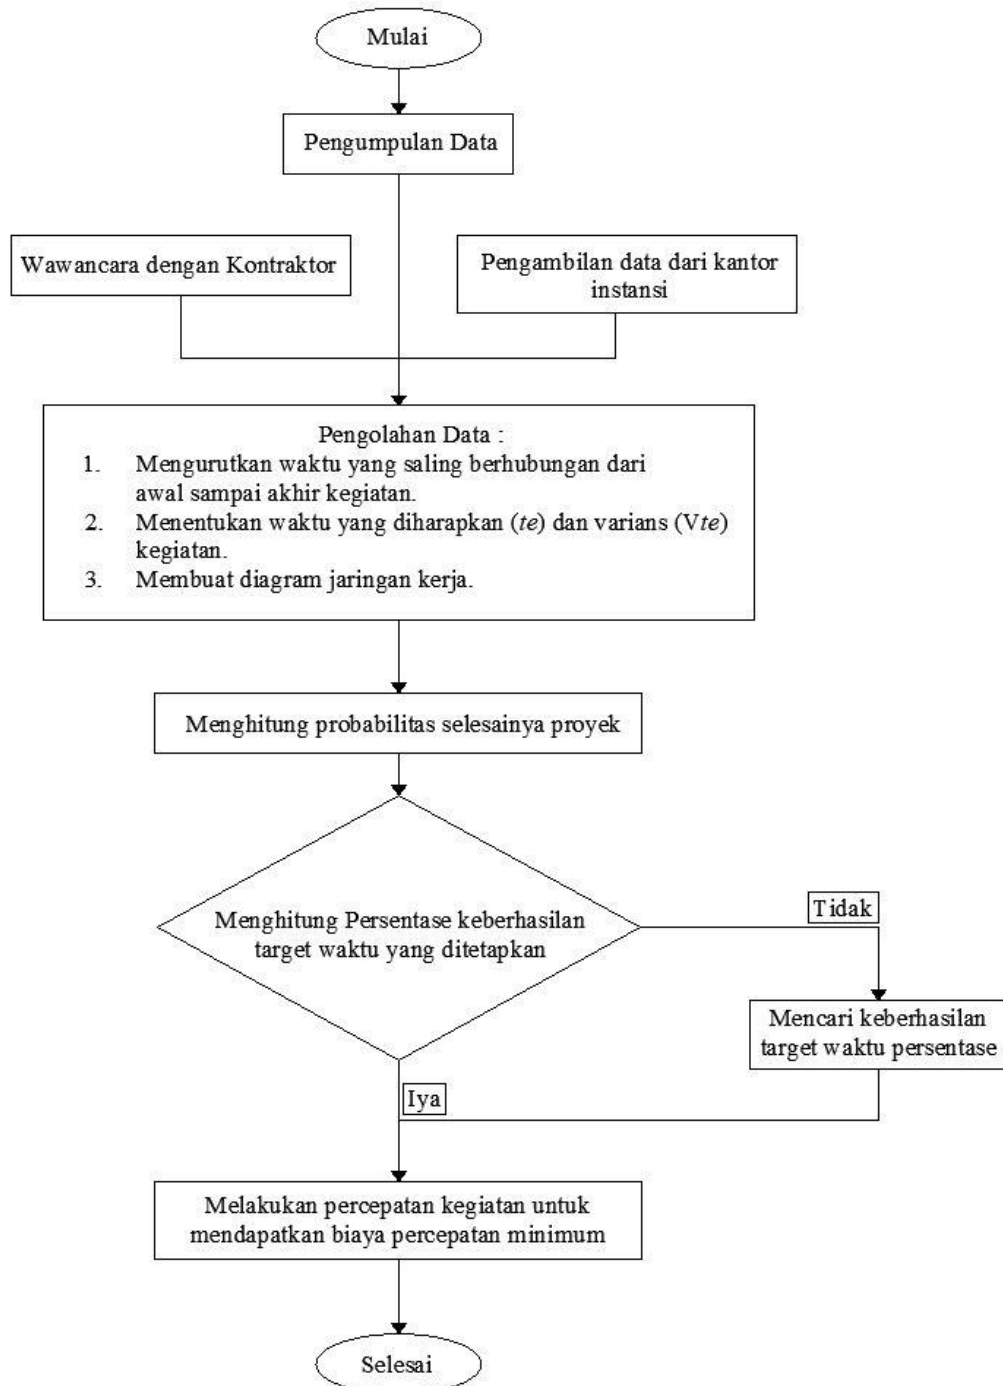 Mulai
Pengumpulan Data
Wawancara dengan Kontraktor
Pengambilan data dari kantor
instansi
Pengolahan Data :
1. Mengurutkan waktu yang saling berhubungan dari
awal sampai akhir kegiatan.
2. Menentukan waktu yang diharapkan (te) dan varians (Vte)
kegiatan.
3. Membuat diagram jaringan kerja.
Menghitung probabilitas selesainya proyek
Menghitung Persentase keberhasilan
target waktu yang ditetapkan
Tidak
Mencari keberhasilan
target waktu persentase
Iya
Melakukan percepatan kegiatan untuk
mendapatkan biaya percepatan minimum
Selesai